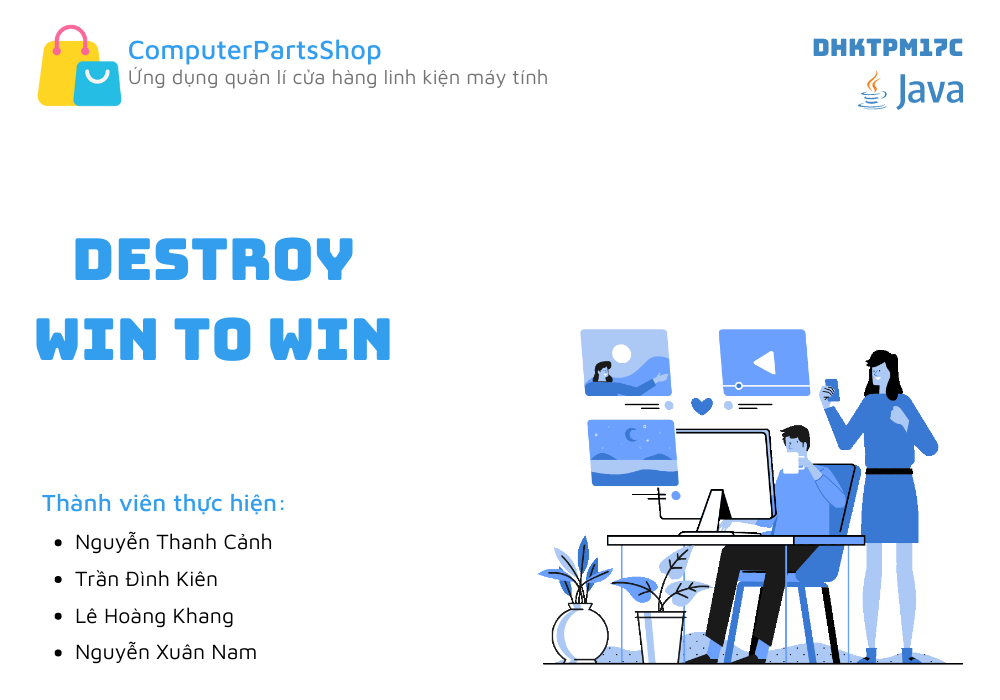 ComputerPartsShop
Ứng dụng quản lí cửa hàng linh kiện máy tính
DHKTPM17C
Java
DESTROY
WIN TO WIN
Thành viên thực hiện:
• Nguyễn Thanh Cảnh
• Trần Đình Kiên
• Lê Hoàng Khang
• Nguyễn Xuân Nam